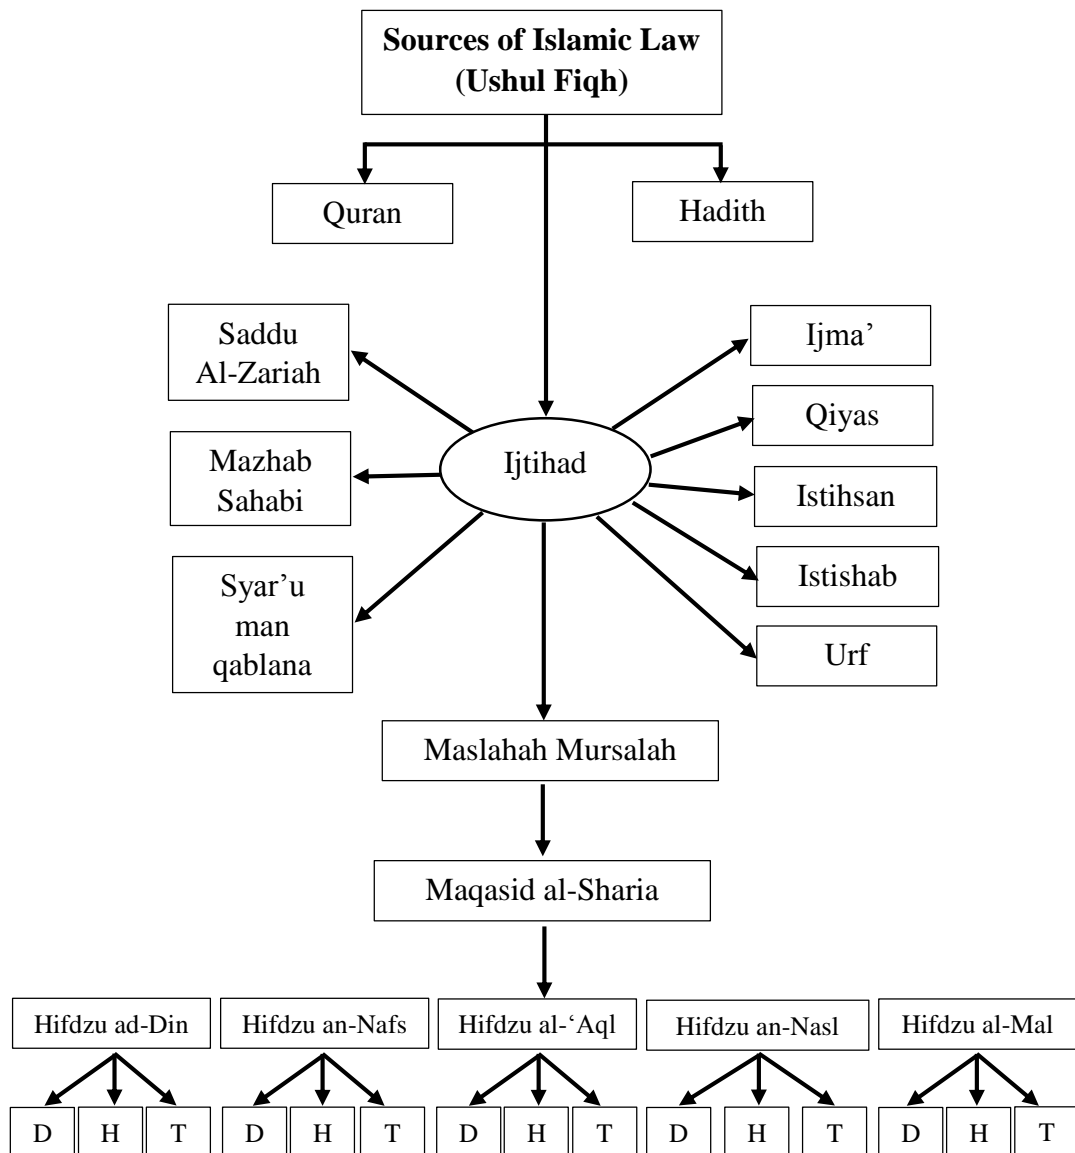 Sources of Islamic Law
(Ushul Fiqh)
Quran
Hadith
Saddu
Al-Zariah
Mazhab
Sahabi
Syar’u
man
qablana
Ijtihad
Ijma’
Qiyas
Istihsan
Istishab
Urf
Maslahah Mursalah
Maqasid al-Sharia
Hifdzu ad-Din
Hifdzu an-Nafs
Hifdzu al-‘Aql
Hifdzu an-Nasl
Hifdzu al-Mal
D H T
D H T
D H T
D H T
D H T